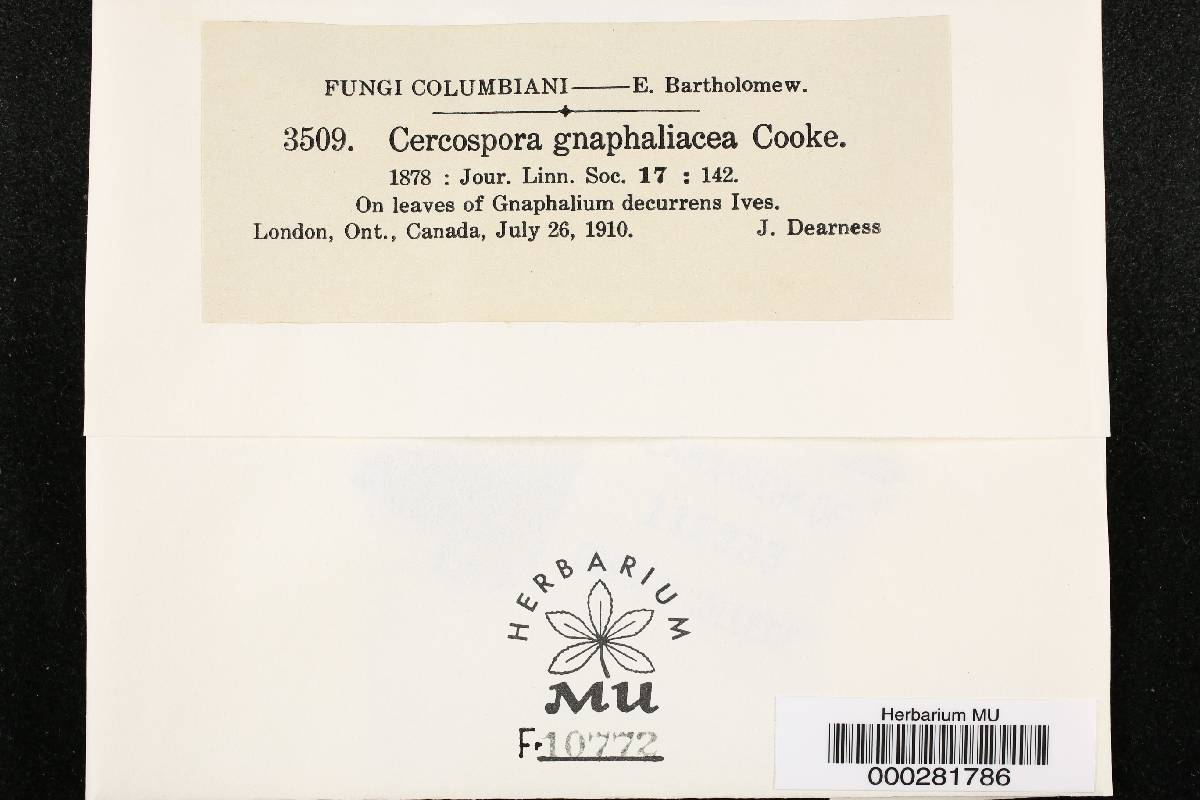 FUNGI COLUMBIANI——E. Bartholomew.
3509. Cercospora gnaphaliacea Cooke.
1878 : Jour. Linn. Soc. 17 : 142.
On leaves of Gnaphalium decurrens Ives.
London, Ont., Canada, July 26, 1910. J. Dearness
HERBARIUM
MU
F. 10772
Herbarium MU
000281786